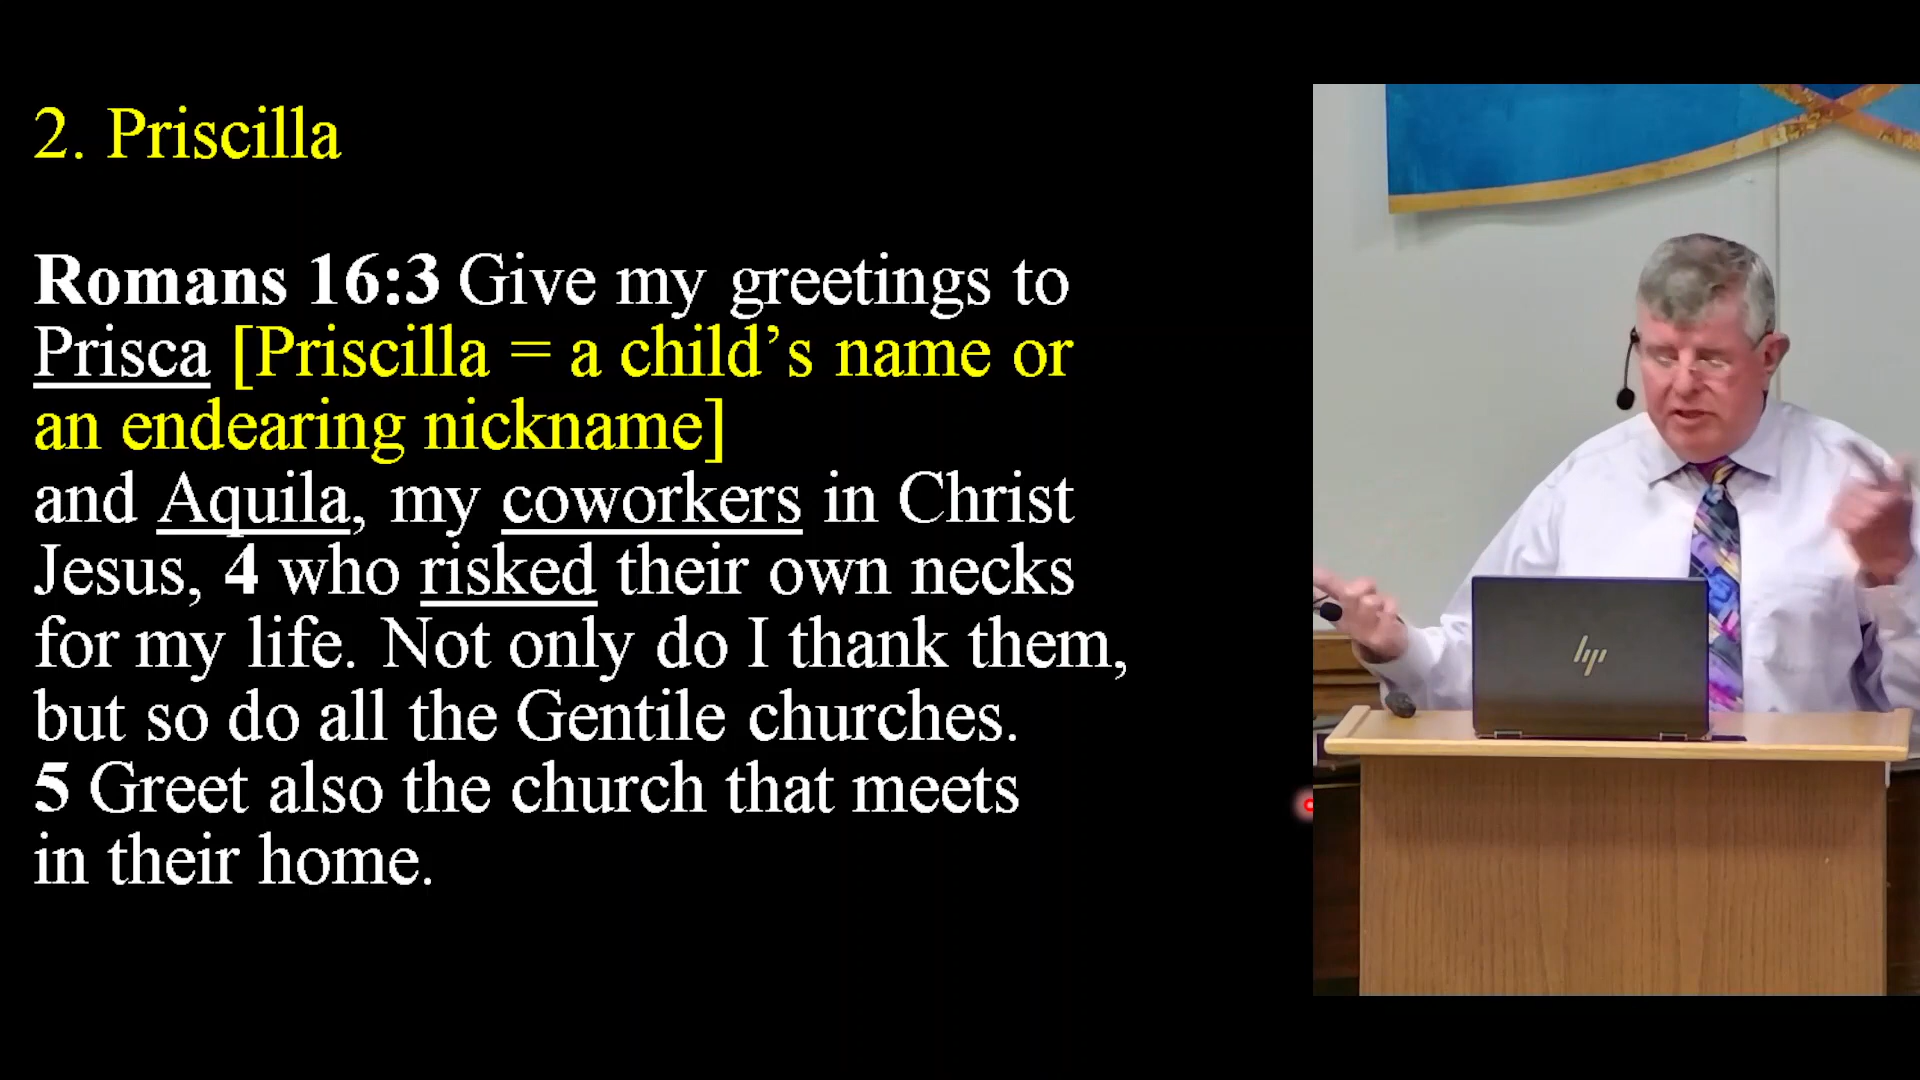 2. Priscilla
Romans 16:3 Give my greetings to
Prisca [Priscilla = a child’s name or
an endearing nickname]
and Aquila, my coworkers in Christ
Jesus, 4 who risked their own necks
for my life. Not only do I thank them,
but so do all the Gentile churches.
5 Greet also the church that meets
in their home.
hp